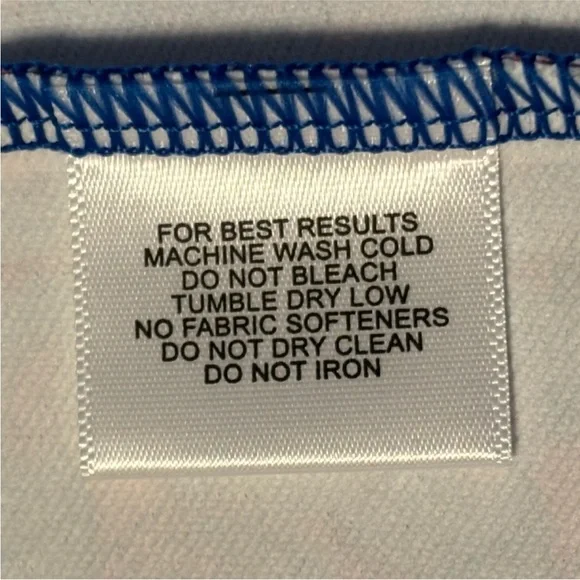 FOR BEST RESULTS
MACHINE WASH COLD
DO NOT BLEACH
TUMBLE DRY LOW
NO FABRIC SOFTENERS
DO NOT DRY CLEAN
DO NOT IRON